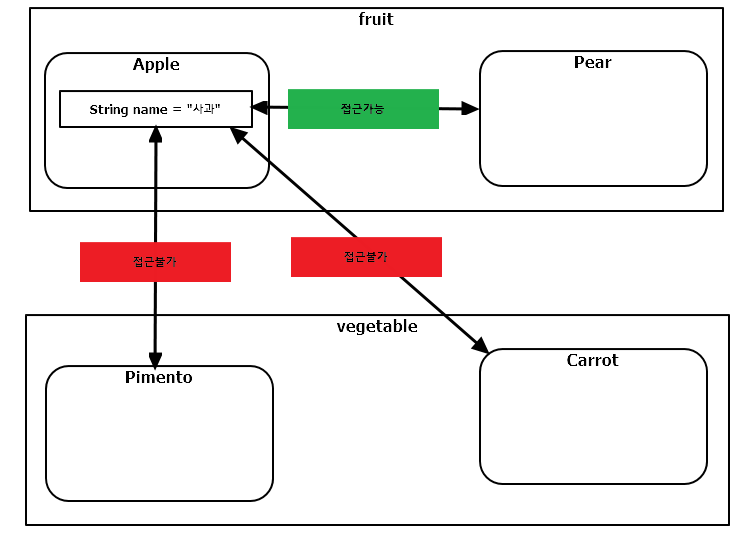 fruit
Apple
Pear
String name = "사과"
접근가능
접근불가
접근불가
vegetable
Pimento
Carrot